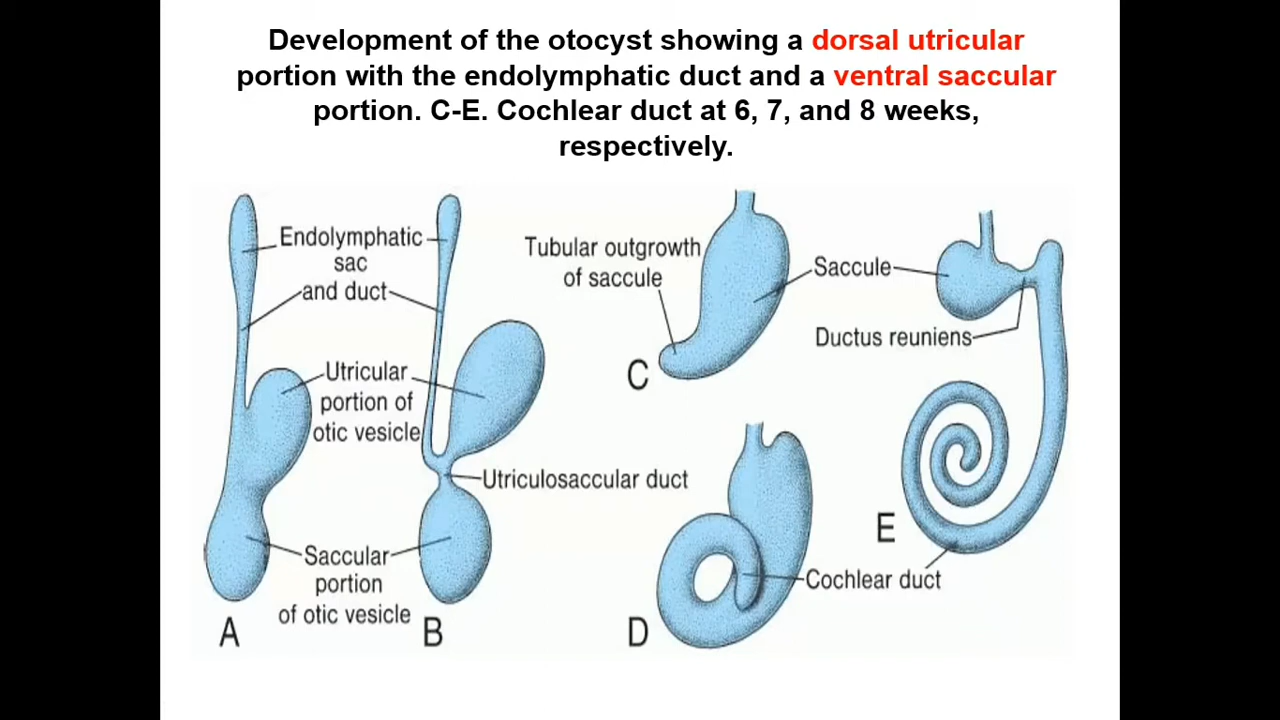 Development of the otocyst showing a dorsal utricular
portion with the endolymphatic duct and a ventral saccular
portion. C-E. Cochlear duct at 6, 7, and 8 weeks,
respectively.
Endolymphatic
sac
and duct
Utricular
portion of
otic vesicle
Utriculosaccular duct
Saccular
portion
of otic vesicle
A
B
Tubular outgrowth
of saccule
Saccule
C
Ductus reuniens
Cochlear duct
D
E